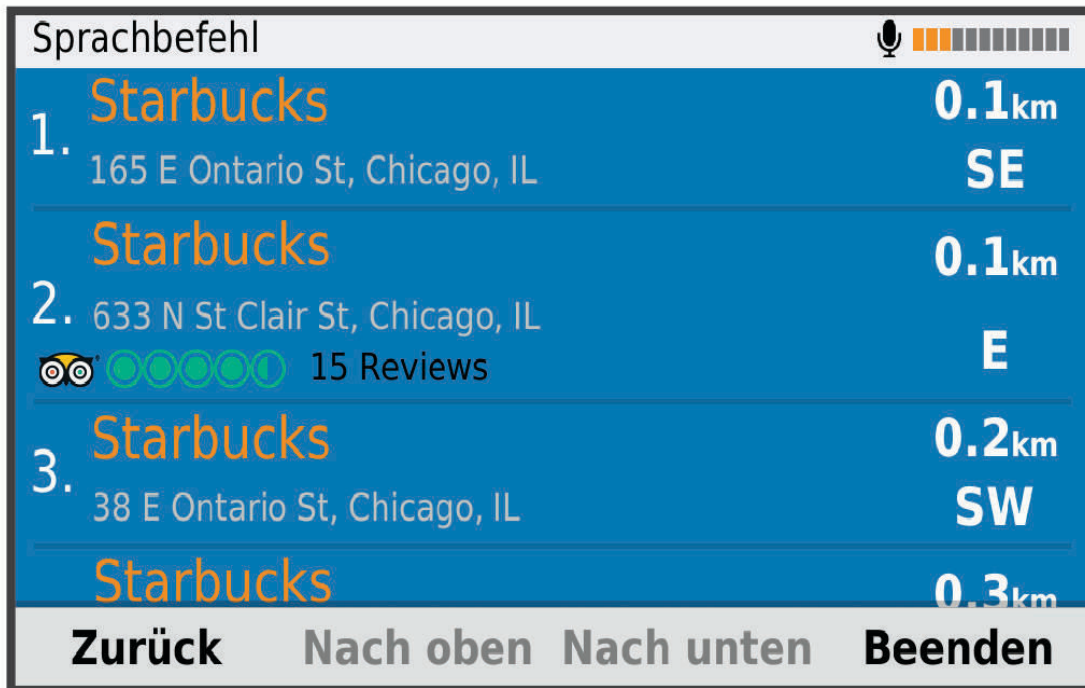 Sprachbefehl
1. Starbucks 0.1km
165 E Ontario St, Chicago, IL SE
2. Starbucks 0.1km
633 N St Clair St, Chicago, IL E
15 Reviews
3. Starbucks 0.2km
38 E Ontario St, Chicago, IL SW
Starbucks 0.3km
Zurück Nach oben Nach unten Beenden